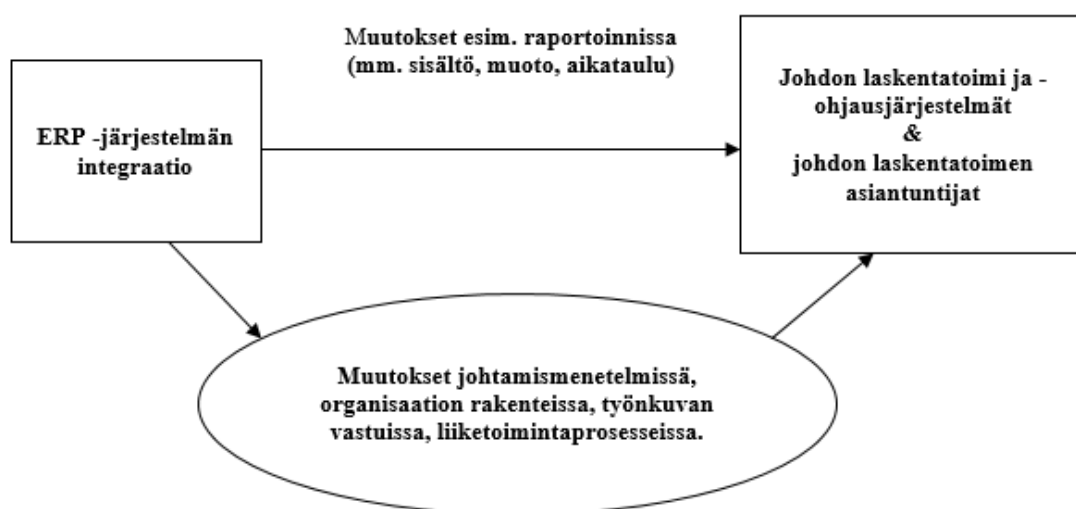 Muutokset esim. raportoinnissa
(mm. sisältö, muoto, aikataulu)
ERP -järjestelmän
integraatio
Johdon laskentatoimi ja -
ohjausjärjestelmät
&
johdon laskentatoimen
asiantuntijat
Muutokset johtamismenetelmissä,
organisaation rakenteissa, työnkuvan
vastuissa, liiketoimintaprosesseissa.